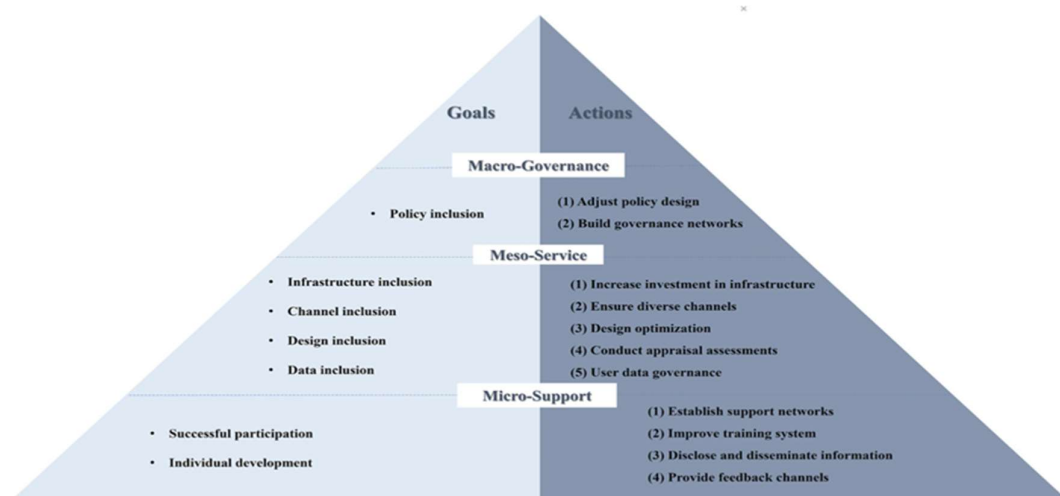 Goals
Actions
Macro-Governance
• Policy inclusion
(1) Adjust policy design
(2) Build governance networks
Meso-Service
• Infrastructure inclusion
• Channel inclusion
• Design inclusion
• Data inclusion
(1) Increase investment in infrastructure
(2) Ensure diverse channels
(3) Design optimization
(4) Conduct appraisal assessments
(5) User data governance
Micro-Support
• Successful participation
• Individual development
(1) Establish support networks
(2) Improve training system
(3) Disclose and disseminate information
(4) Provide feedback channels